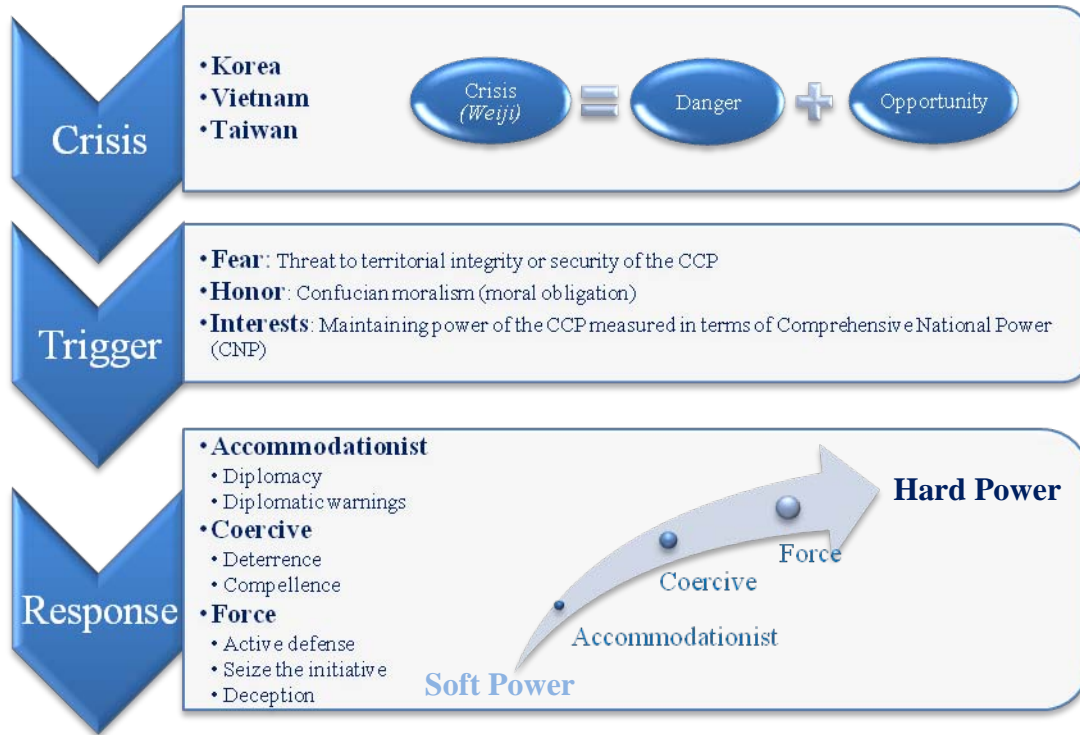 Crisis
• Korea
• Vietnam
• Taiwan
Crisis
(Weiji)
=
Danger
+
Opportunity
Trigger
• Fear: Threat to territorial integrity or security of the CCP
• Honor: Confucian moralism (moral obligation)
• Interests: Maintaining power of the CCP measured in terms of Comprehensive National Power
(CNP)
Response
• Accommodationist
• Diplomacy
• Diplomatic warnings
• Coercive
• Deterrence
• Compellence
• Force
• Active defense
• Seize the initiative
• Deception
Hard Power
Force
Coercive
Accommodationist
Soft Power